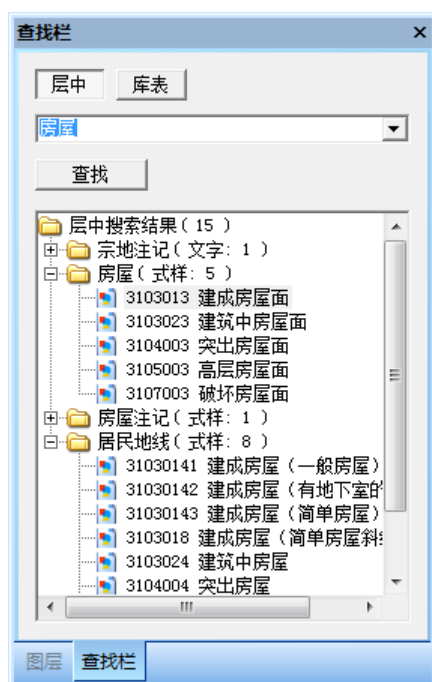 查找栏
层中 库表
房屋
查找
层中搜索结果( 15 )
宗地注记( 文字: 1 )
房屋( 式样: 5 )
3103013 建成房屋面
3103023 建筑中房屋面
3104003 突出房屋面
3105003 高层房屋面
3107003 破坏房屋面
房屋注记( 式样: 1 )
居民地线( 式样: 8 )
31030141 建成房屋（一般房屋）
31030142 建成房屋（有地下室的
31030143 建成房屋（简单房屋）
3103018 建成房屋（简单房屋斜
3103024 建筑中房屋
3104004 突出房屋
图层 查找栏